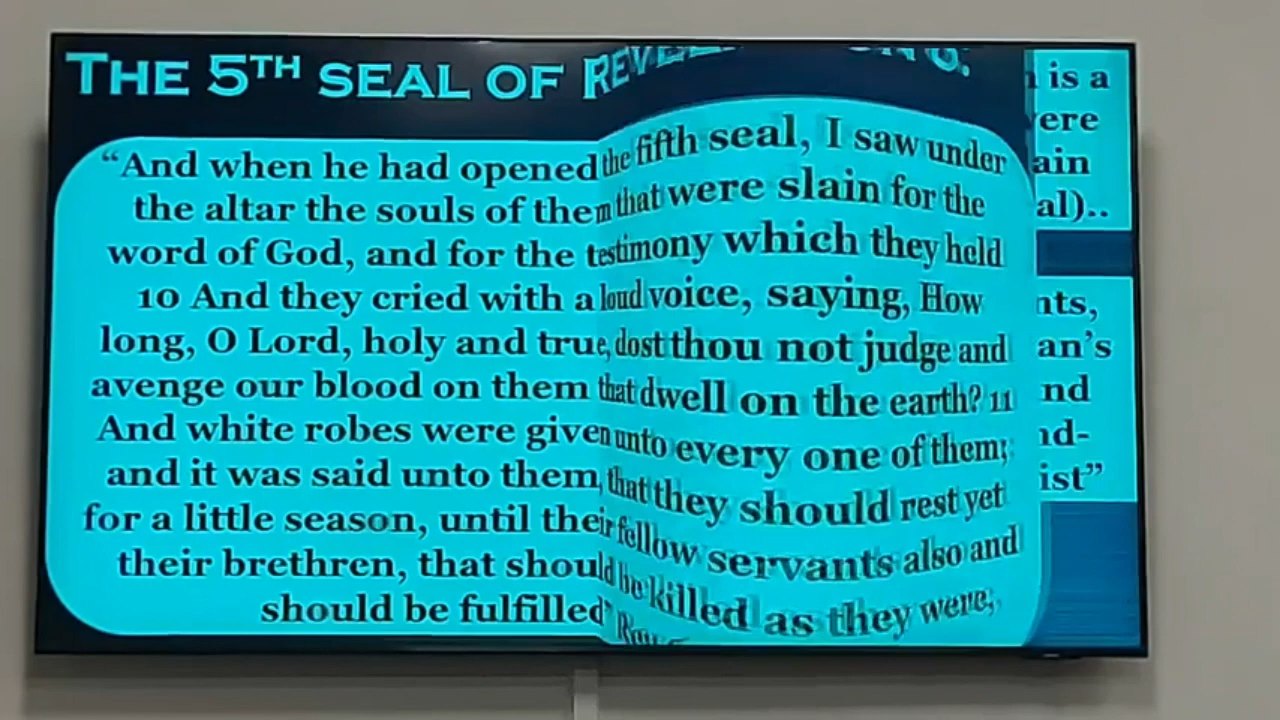 THE 5TH SEAL OF REVEL
“And when he had opened the fifth seal, I saw under
the altar the souls of them that were slain for the
word of God, and for the testimony which they held
10 And they cried with a loud voice, saying, How
long, O Lord, holy and true, dost thou not judge and
avenge our blood on them that dwell on the earth? 11
And white robes were given unto every one of them;
and it was said unto them, that they should rest yet
for a little season, until their fellow servants also and
their brethren, that should be killed as they were,
should be fulfilled”
is a
ere
ain
al)..
nts,
an’s
nd
nd-
ist”